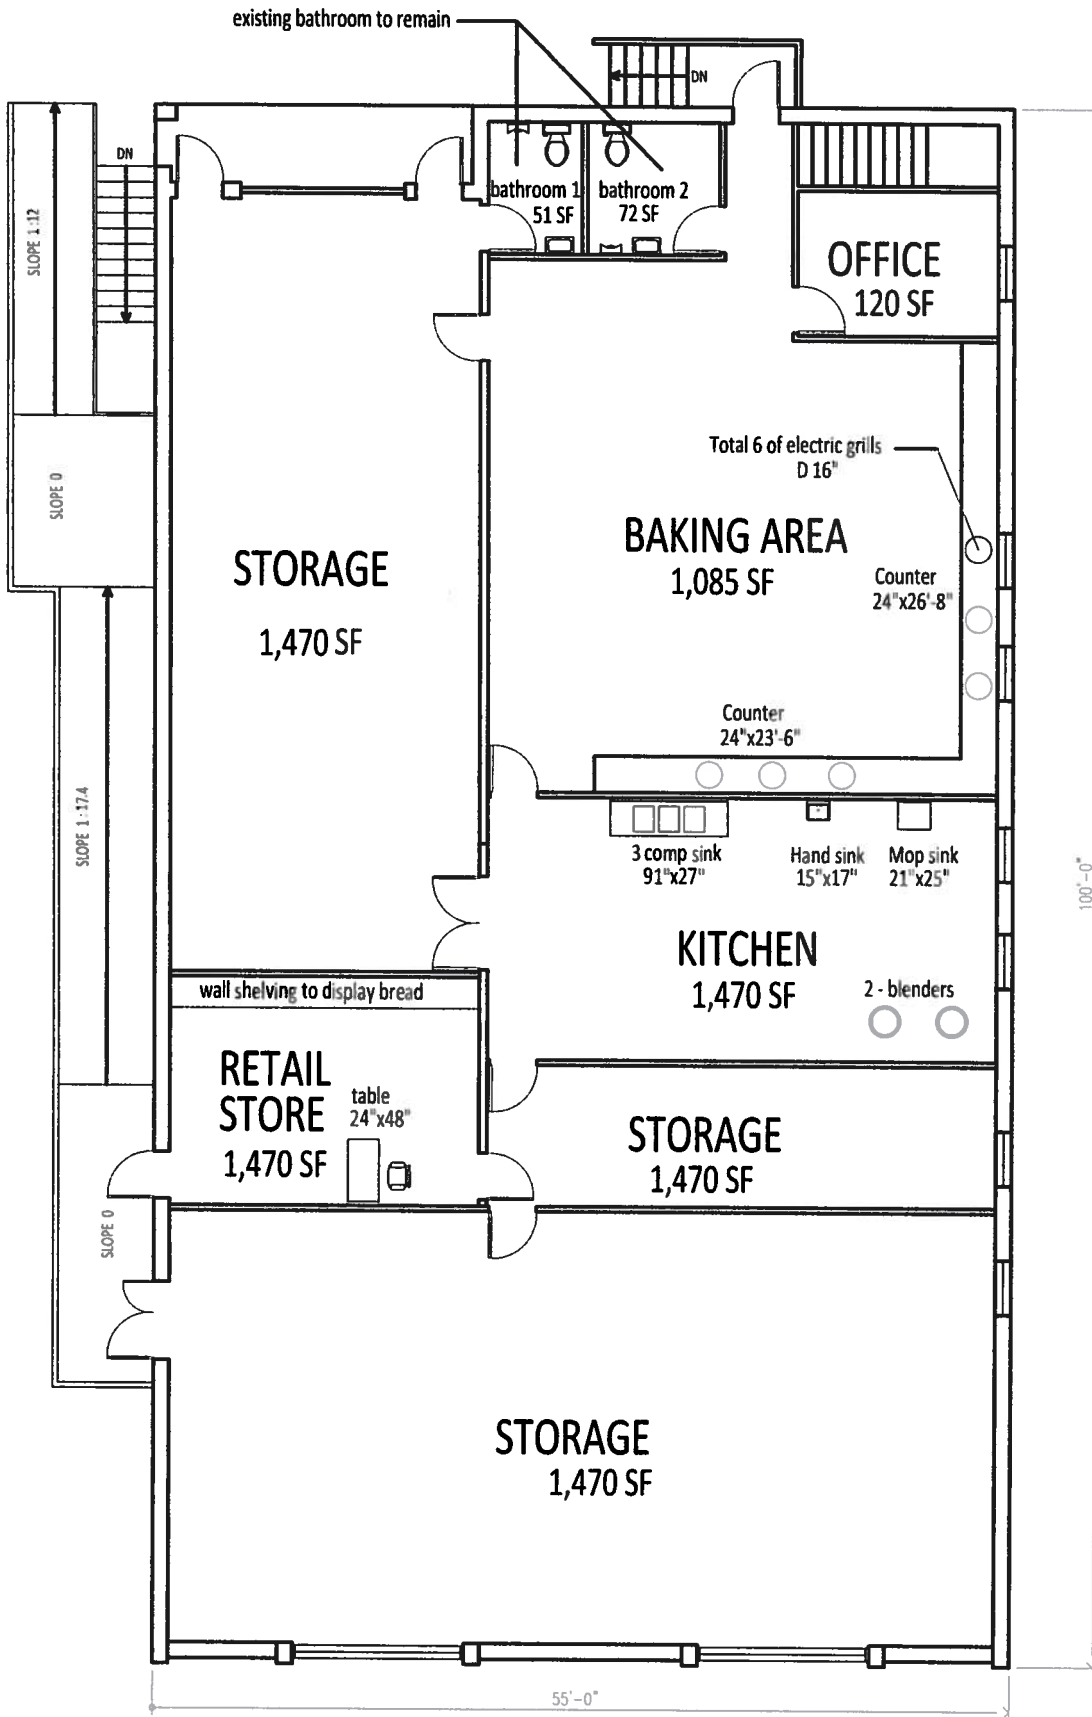 existing bathroom to remain
DN
DN
SLOPE 1:12
bathroom 1
51 SF
bathroom 2
72 SF
OFFICE
120 SF
Total 6 of electric grills
D 16"
SLOPE 0
STORAGE
1,470 SF
BAKING AREA
1,085 SF
Counter
24"x26'-8"
Counter
24"x23'-6"
SLOPE 1:17.4
3 comp sink
91"x27"
Hand sink
15"x17"
Mop sink
21"x25"
100'-0"
KITCHEN
1,470 SF
2 - blenders
wall shelving to display bread
RETAIL
STORE
1,470 SF
table
24"x48"
STORAGE
1,470 SF
SLOPE 0
STORAGE
1,470 SF
55'-0"